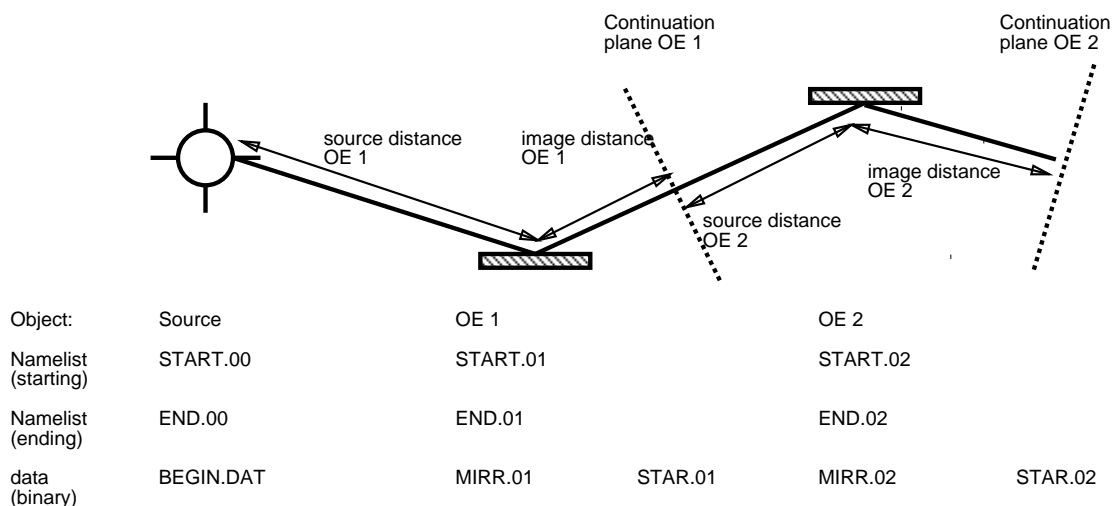 Continuation
plane OE 1
Continuation
plane OE 2
source distance
OE 1
image distance
OE 1
image distance
OE 2
source distance
OE 2
Object: Source OE 1 OE 2
Namelist
(starting) START.00 START.01 START.02
Namelist
(ending) END.00 END.01 END.02
data
(binary) BEGIN.DAT MIRR.01 STAR.01 MIRR.02 STAR.02